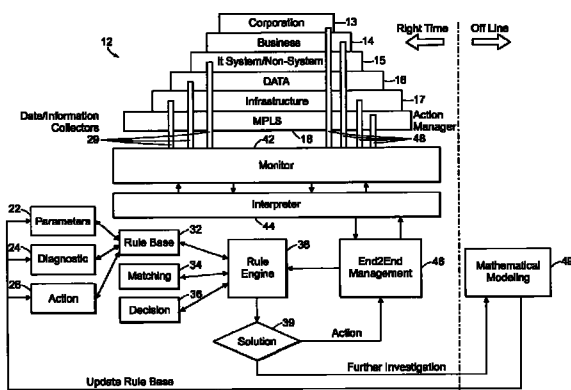 Right Time
Off Line
12
Corporation
13
Business
14
It System/Non-System
15
DATA
16
Infrastructure
17
MPLS
18
Data/Information
Collectors
29
Action
Manager
48
42
Monitor
Interpreter
44
22
Parameters
24
Diagnostic
26
Action
Rule Base
32
Matching
34
Decision
36
Rule
Engine
38
End2End
Management
46
Mathematical
Modeling
49
Solution
39
Action
Further Investigation
Update Rule Base